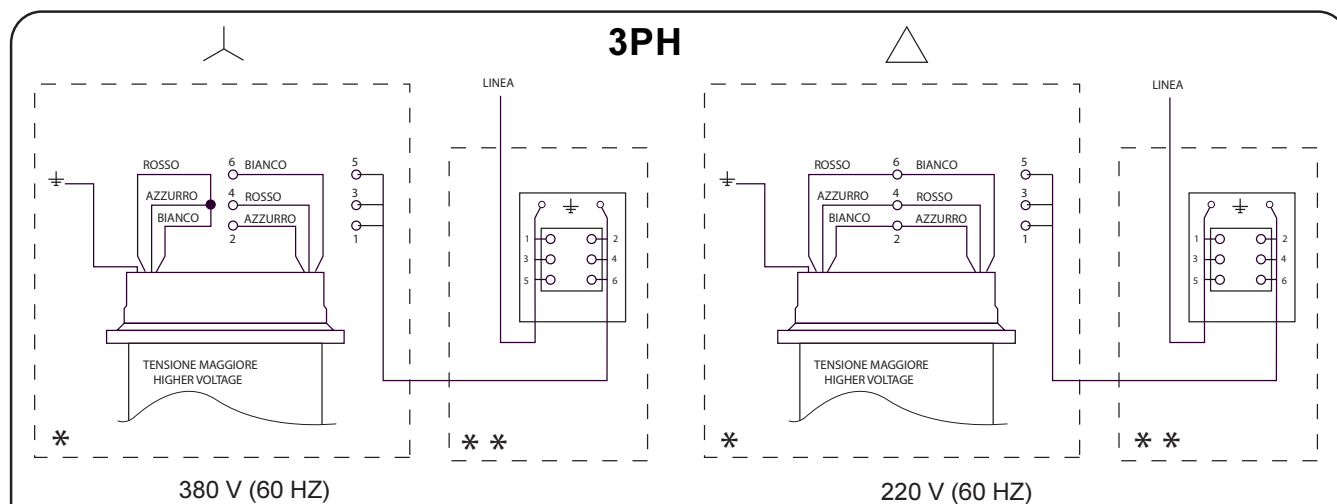 3PH
LINEA
ROSSO 6 BIANCO 5
AZZURRO 4 ROSSO 3
BIANCO AZZURRO
2 1
1 2
3 4
5 6
TENSIONE MAGGIORE
HIGHER VOLTAGE
* * *
380 V (60 HZ)
LINEA
ROSSO 6 BIANCO 5
AZZURRO 4 ROSSO 3
BIANCO AZZURRO
2 1
1 2
3 4
5 6
TENSIONE MAGGIORE
HIGHER VOLTAGE
* * *
220 V (60 HZ)